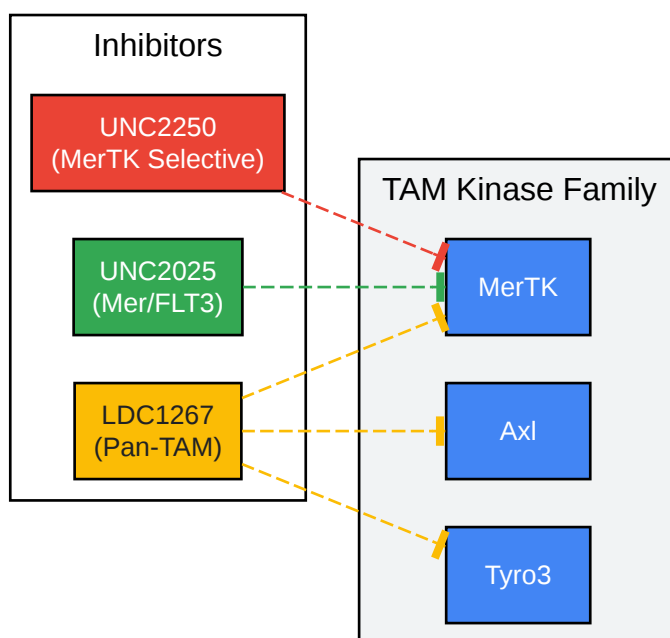 Inhibitors
UNC2250
(MerTK Selective)
UNC2025
(Mer/FLT3)
LDC1267
(Pan-TAM)
TAM Kinase Family
MerTK
Axl
Tyro3